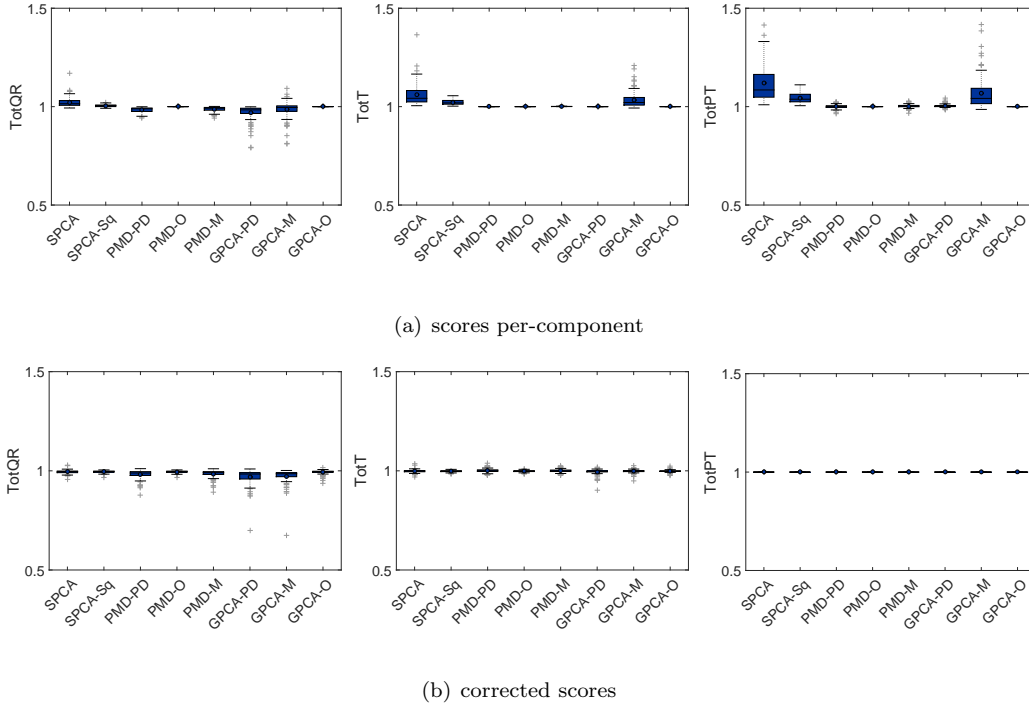 1.5
1
0.5
TotQR
SPCA
SPCA-Sq
PMD-PD
PMD-O
PMD-M
GPCA-PD
GPCA-M
GPCA-O
1.5
1
0.5
TotT
SPCA
SPCA-Sq
PMD-PD
PMD-O
PMD-M
GPCA-PD
GPCA-M
GPCA-O
1.5
1
0.5
TotPT
SPCA
SPCA-Sq
PMD-PD
PMD-O
PMD-M
GPCA-PD
GPCA-M
GPCA-O
(a) scores per-component
1.5
1
0.5
TotQR
SPCA
SPCA-Sq
PMD-PD
PMD-O
PMD-M
GPCA-PD
GPCA-M
GPCA-O
1.5
1
0.5
TotT
SPCA
SPCA-Sq
PMD-PD
PMD-O
PMD-M
GPCA-PD
GPCA-M
GPCA-O
1.5
1
0.5
TotPT
SPCA
SPCA-Sq
PMD-PD
PMD-O
PMD-M
GPCA-PD
GPCA-M
GPCA-O
(b) corrected scores